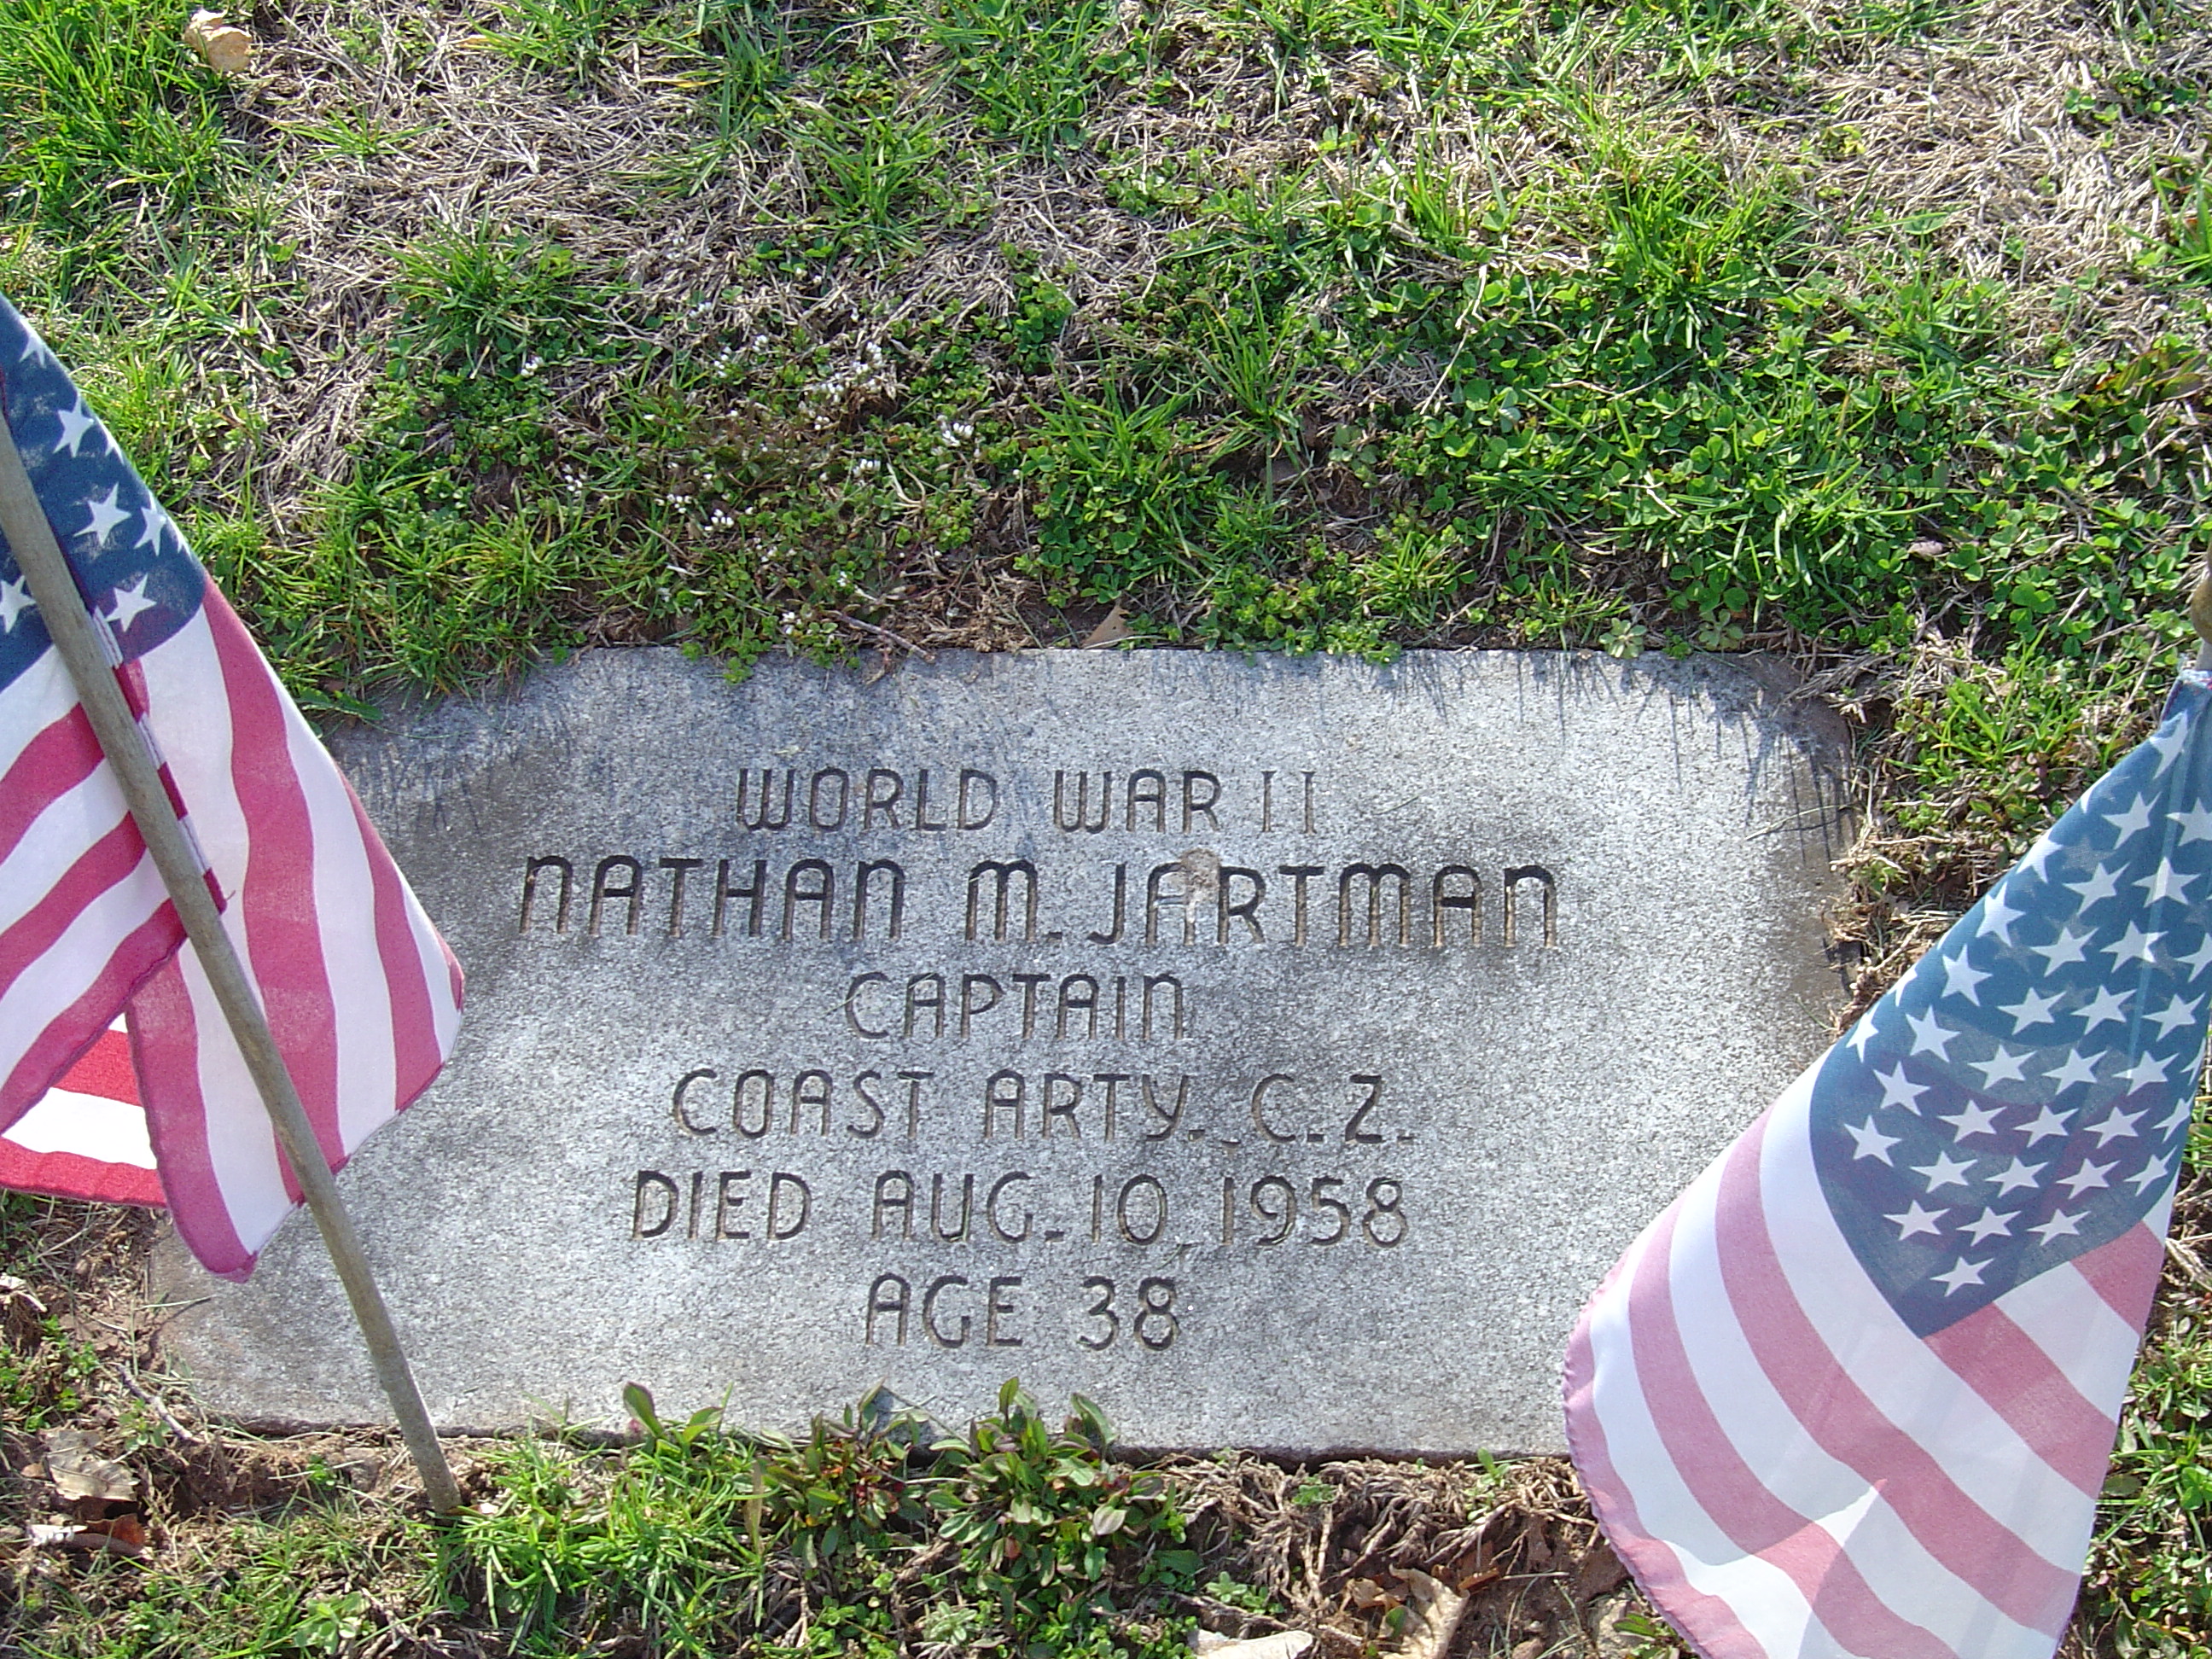 WORLD WAR II
NATHAN M. JARTMAN
CAPTAIN
COAST ARTY. C.Z.
DIED AUG. 10, 1958
AGE 38